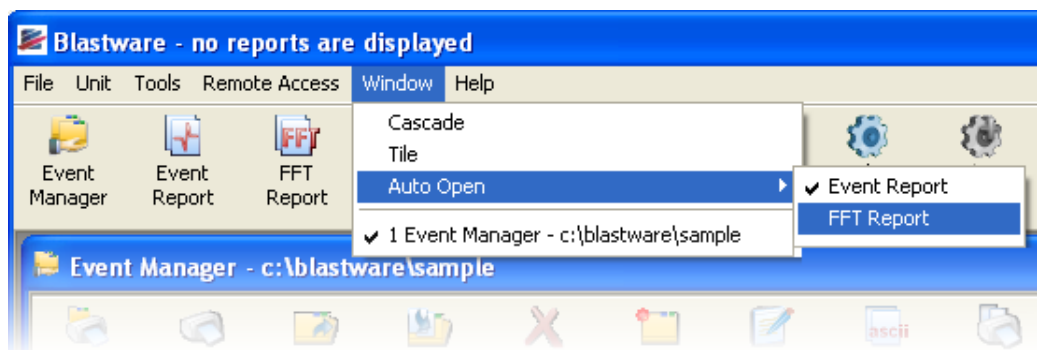 Blastware - no reports are displayed
File Unit Tools Remote Access Window Help
Event Manager
Event Report
FFT
FFT Report
Cascade
Tile
Auto Open
✔ 1 Event Manager - c:\blastware\sample
✔ Event Report
FFT Report
Event Manager - c:\blastware\sample
ascii